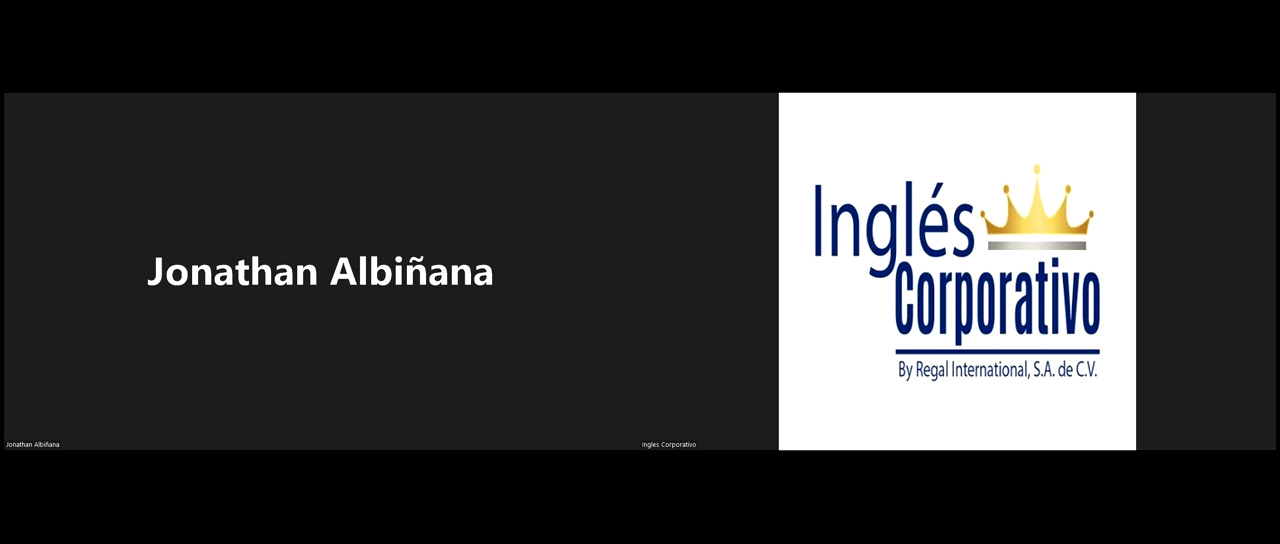 Jonathan Albiñana
Inglés
Corporativo
By Regal International, S.A. de C.V.
Jonathan Albiñana
Ingles Corporativo